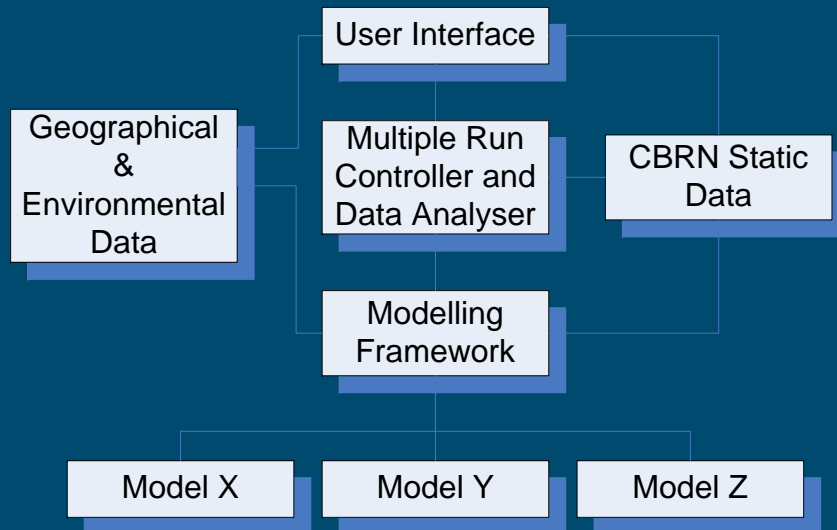 User Interface
Geographical
&
Environmental
Data
Multiple Run
Controller and
Data Analyser
CBRN Static
Data
Modelling
Framework
Model X
Model Y
Model Z